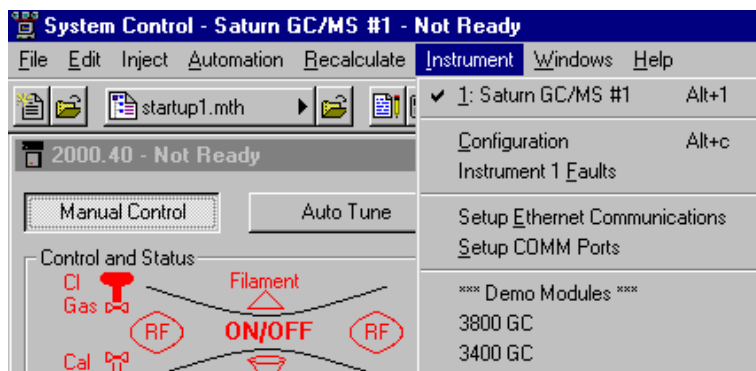 System Control - Saturn GC/MS #1 - Not Ready
File Edit Inject Automation Recalculate Instrument Windows Help
startup1.mth
1: Saturn GC/MS #1 Alt+1
2000.40 - Not Ready
Configuration Alt+c
Instrument 1 Faults
Manual Control Auto Tune
Setup Ethernet Communications
Setup COMM Ports
Control and Status
CI Gas
Filament
*** Demo Modules ***
RF ON/OFF RF
3800 GC
3400 GC
Cal